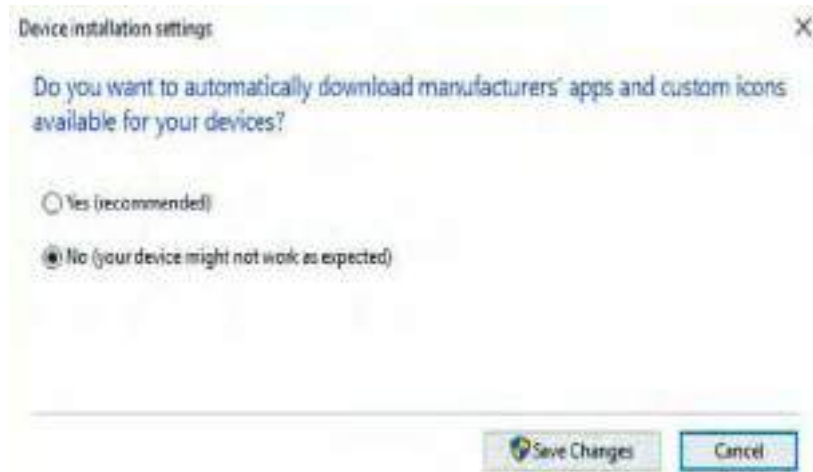 Device installation settings
Do you want to automatically download manufacturers' apps and custom icons
available for your devices?
Yes (recommended)
No (your device might not work as expected)
Save Changes
Cancel